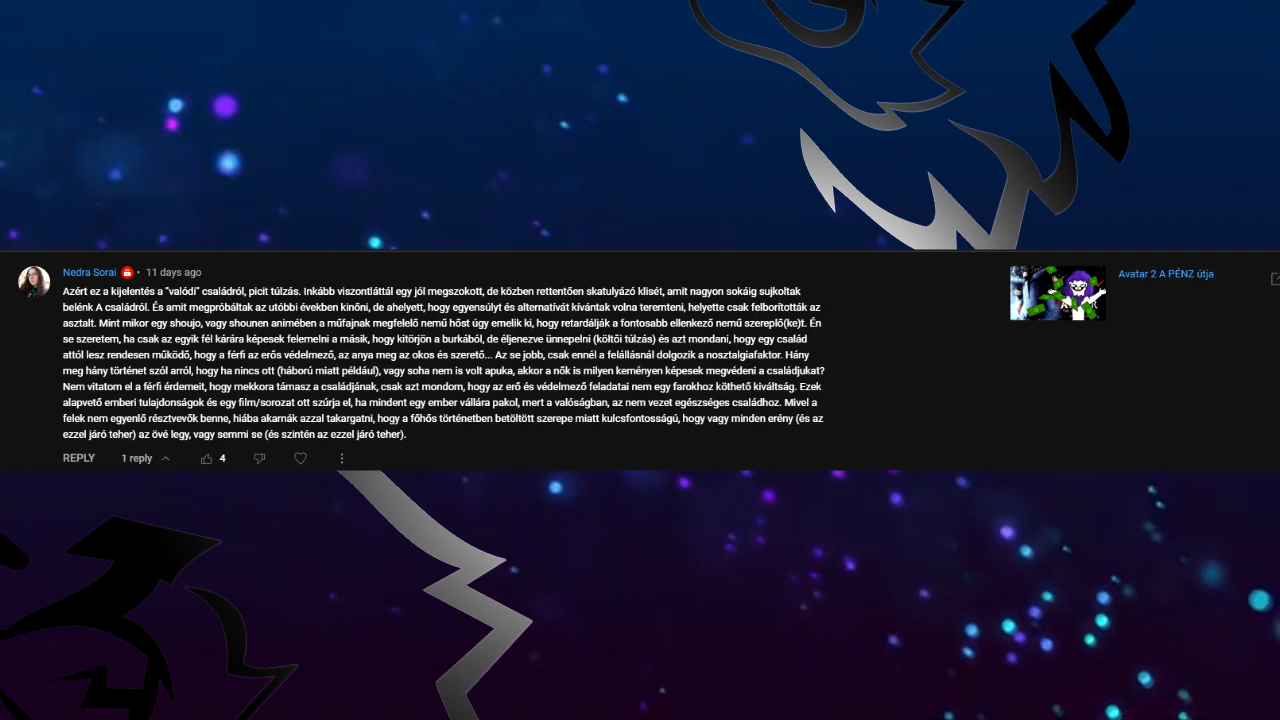 Nedra Sorai • 11 days ago
Azért ez a kijelentés a "valódi" családról, picit túlzás. Inkább viszontláttál egy jól megszokott, de közben rettentően skatulyázó klisét, amit nagyon sokáig sujkoltak
belénk A családról. És amit megpróbáltak az utóbbi években kiölni, de ahelyett, hogy egyensúlyt és alternatívát kívántak volna teremteni, helyette csak felborították az
asztalt. Mint mikor egy shoujo, vagy shounen animében a műfajnak megfelelő nemű hőst úgy emelik ki, hogy retardálják a fontosabb ellenkező nemű szereplő(ke)t. Én
se szeretem, ha csak az egyik fél kárára képesek felemelni a másik, hogy kitörjön a burkából, de éljenezve ünnepelni (költői túlzás) és azt mondani, hogy egy család
attól lesz rendesen működő, hogy a férfi az erős védelmező, az anya meg az okos és szerető... Az se jobb, csak ennél a felállásnál dolgozik a nosztalgiafaktor. Hány
meg hány történet szól arról, hogy ha nincs ott (háború miatt például), vagy soha nem is volt apuka, akkor a nők is milyen keményen képesek megvédeni a családjukat?
Nem vitatom el a férfi érdemeit, hogy mekkora támasz a családjának, csak azt mondom, hogy az erő és védelmező feladatai nem egy farokhoz köthető kiváltság. Ezek
alapvető emberi tulajdonságok és egy film/sorozat ott szúrja el, ha mindent egy ember vállára pakol, mert a valóságban, az nem vezet egészséges családhoz. Mivel a
felek nem egyenlő résztvevők benne, hiába akarnák azzal takargatni, hogy a főhős történetben betöltött szerepe miatt kulcsfontosságú, hogy vagy minden erény (és az
ezzel járó teher) az övé legy, vagy semmi se (és szintén az ezzel járó teher).
REPLY 1 reply 4
Avatar 2 A PÉNZ útja